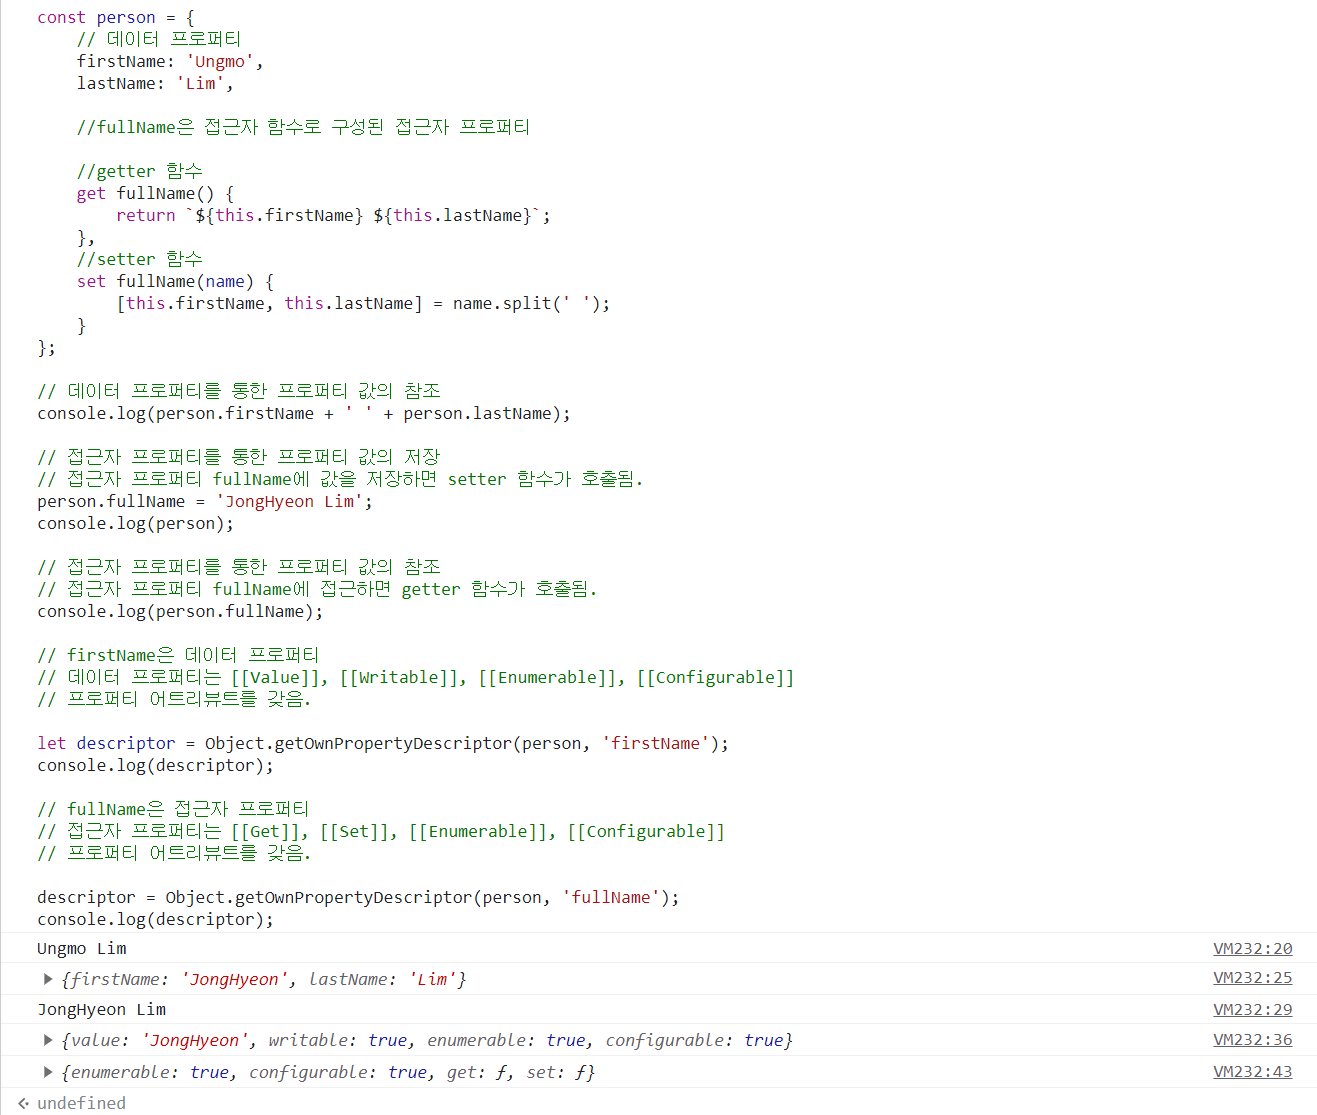 const person = {
    // 데이터 프로퍼티
    firstName: 'Ungmo',
    lastName: 'Lim',

    //fullName은 접근자 함수로 구성된 접근자 프로퍼티

    //getter 함수
    get fullName() {
        return `${this.firstName} ${this.lastName}`;
    },
    //setter 함수
    set fullName(name) {
        [this.firstName, this.lastName] = name.split(' ');
    }
};

// 데이터 프로퍼티를 통한 프로퍼티 값의 참조
console.log(person.firstName + ' ' + person.lastName);

// 접근자 프로퍼티를 통한 프로퍼티 값의 저장
// 접근자 프로퍼티 fullName에 값을 저장하면 setter 함수가 호출됨.
person.fullName = 'JongHyeon Lim';
console.log(person);

// 접근자 프로퍼티를 통한 프로퍼티 값의 참조
// 접근자 프로퍼티 fullName에 접근하면 getter 함수가 호출됨.
console.log(person.fullName);

// firstName은 데이터 프로퍼티
// 데이터 프로퍼티는 [[Value]], [[Writable]], [[Enumerable]], [[Configurable]]
// 프로퍼티 어트리뷰트를 갖음.

let descriptor = Object.getOwnPropertyDescriptor(person, 'firstName');
console.log(descriptor);

// fullName은 접근자 프로퍼티
// 접근자 프로퍼티는 [[Get]], [[Set]], [[Enumerable]], [[Configurable]]
// 프로퍼티 어트리뷰트를 갖음.

descriptor = Object.getOwnPropertyDescriptor(person, 'fullName');
console.log(descriptor);
Ungmo Lim VM232:20
{firstName: 'JongHyeon', lastName: 'Lim'} VM232:25
JongHyeon Lim VM232:29
{value: 'JongHyeon', writable: true, enumerable: true, configurable: true} VM232:36
{enumerable: true, configurable: true, get: ƒ, set: ƒ} VM232:43
undefined